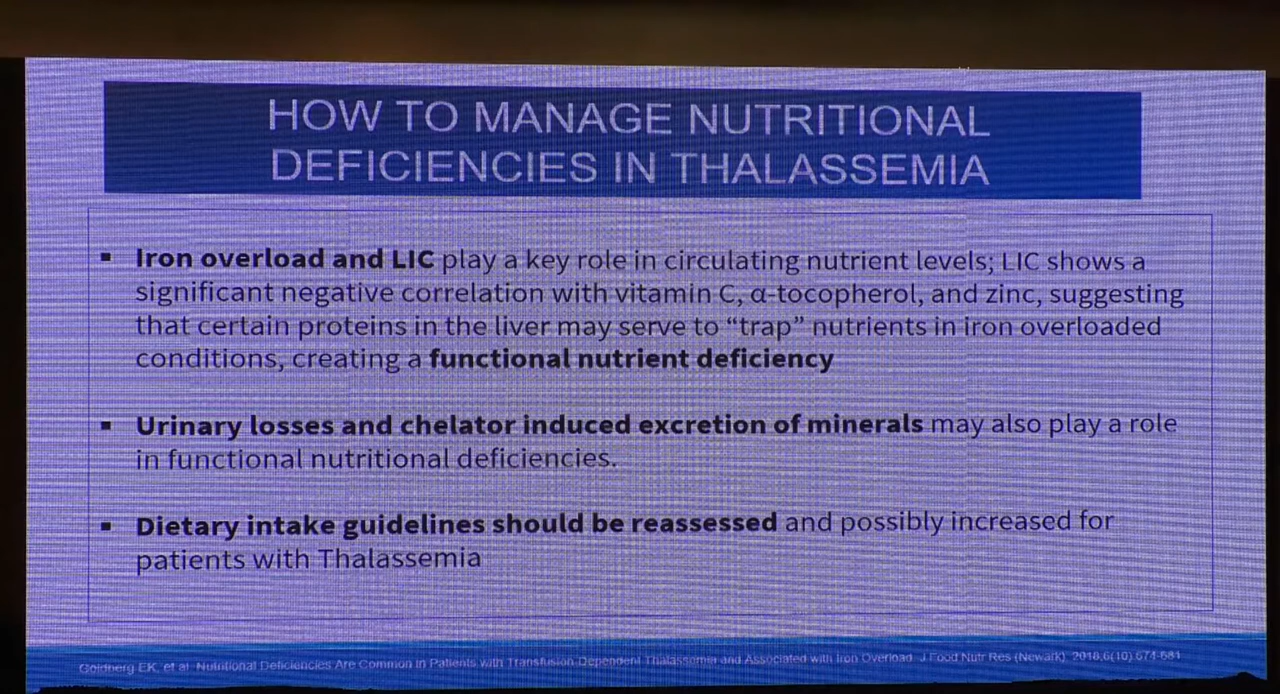 HOW TO MANAGE NUTRITIONAL
DEFICIENCIES IN THALASSEMIA
▪ Iron overload and LIC play a key role in circulating nutrient levels; LIC shows a
significant negative correlation with vitamin C, α-tocopherol, and zinc, suggesting
that certain proteins in the liver may serve to “trap” nutrients in iron overloaded
conditions, creating a functional nutrient deficiency
▪ Urinary losses and chelator induced excretion of minerals may also play a role
in functional nutritional deficiencies.
▪ Dietary intake guidelines should be reassessed and possibly increased for
patients with Thalassemia
Goldberg EK, et al. Nutritional Deficiencies Are Common in Patients with Transfusion-Dependent Thalassemia and Associated with Iron Overload. J Food Nutr Res (Newark). 2018;6(10):674-681